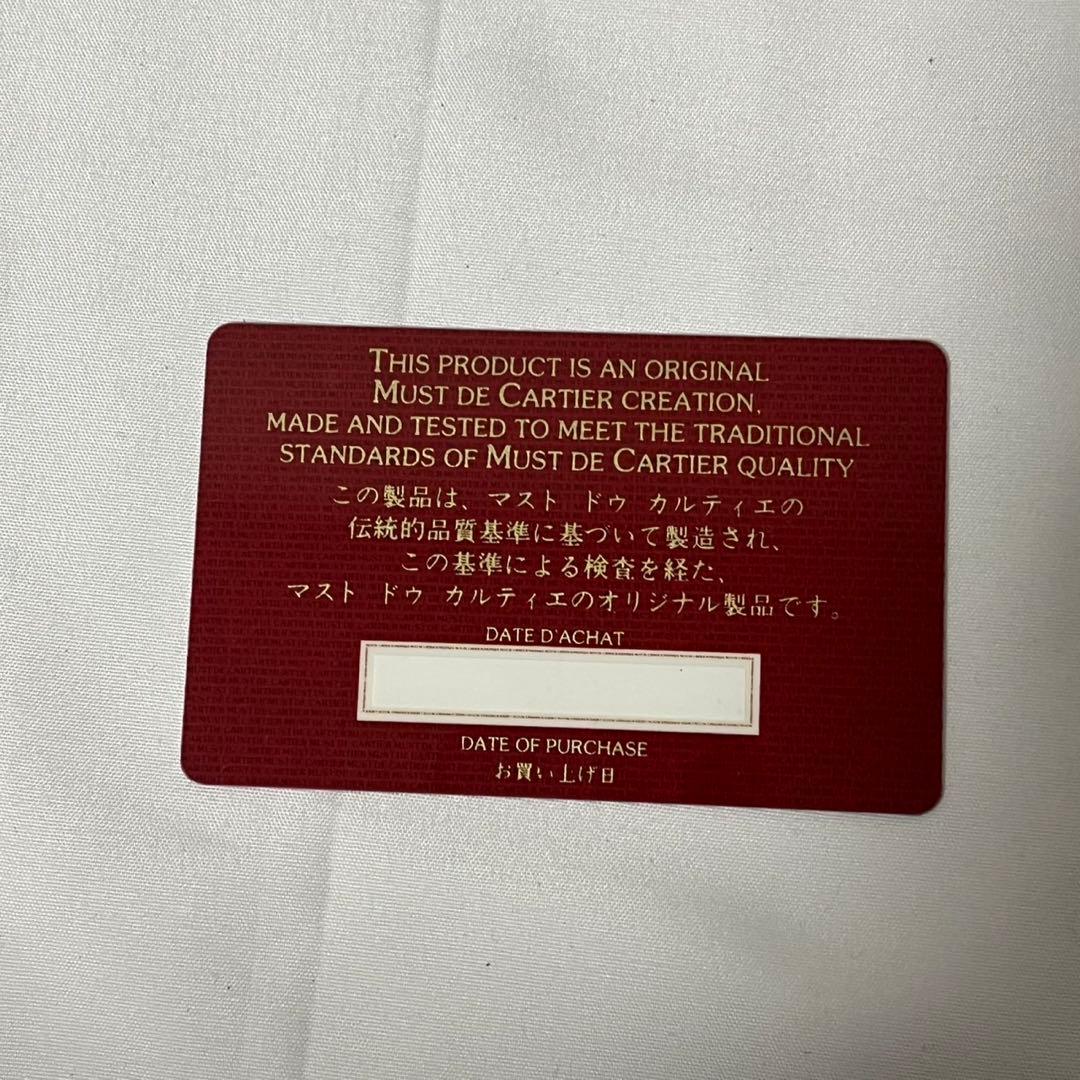 THIS PRODUCT IS AN ORIGINAL
MUST DE CARTIER CREATION,
MADE AND TESTED TO MEET THE TRADITIONAL
STANDARDS OF MUST DE CARTIER QUALITY
この製品は、マスト ドゥ カルティエの
伝統的品質基準に基づいて製造され、
この基準による検査を経た、
マスト ドゥ カルティエのオリジナル製品です。
DATE D'ACHAT
DATE OF PURCHASE
お買い上げ日